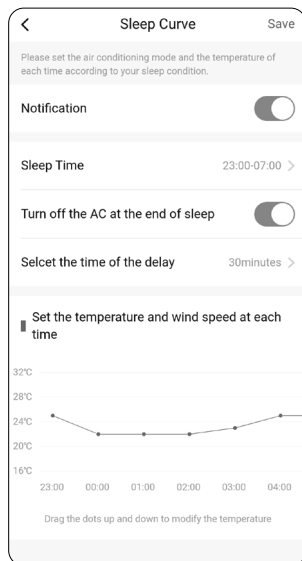 Sleep Curve Save
Please set the air conditioning mode and the temperature of
each time according to your sleep condition.
Notification
Sleep Time 23:00-07:00
Turn off the AC at the end of sleep
Selcet the time of the delay 30minutes
Set the temperature and wind speed at each
time
32℃
28℃
24℃
20℃
16℃
23:00 00:00 01:00 02:00 03:00 04:00
Drag the dots up and down to modify the temperature